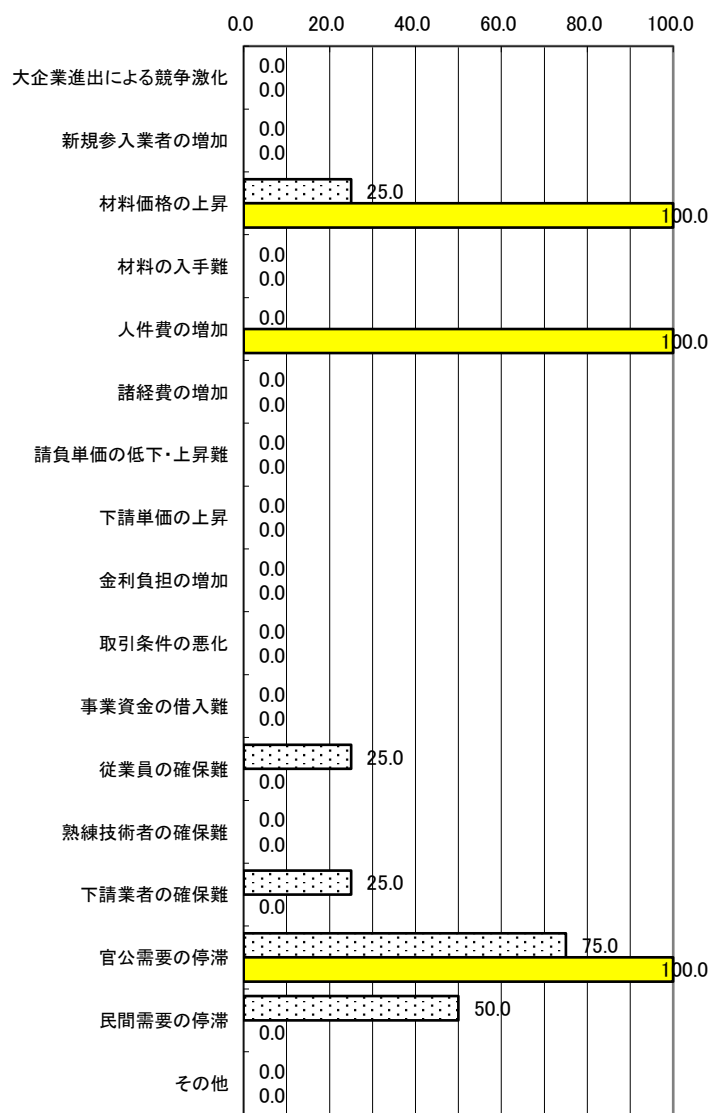 0.0 20.0 40.0 60.0 80.0 100.0
大企業進出による競争激化 0.0
0.0
新規参入業者の増加 0.0
0.0
材料価格の上昇 25.0
100.0
材料の入手難 0.0
0.0
人件費の増加 0.0
100.0
諸経費の増加 0.0
0.0
請負単価の低下・上昇難 0.0
0.0
下請単価の上昇 0.0
0.0
金利負担の増加 0.0
0.0
取引条件の悪化 0.0
0.0
事業資金の借入難 0.0
0.0
従業員の確保難 25.0
0.0
熟練技術者の確保難 0.0
0.0
下請業者の確保難 25.0
0.0
官公需要の停滞 75.0
100.0
民間需要の停滞 50.0
0.0
その他 0.0
0.0